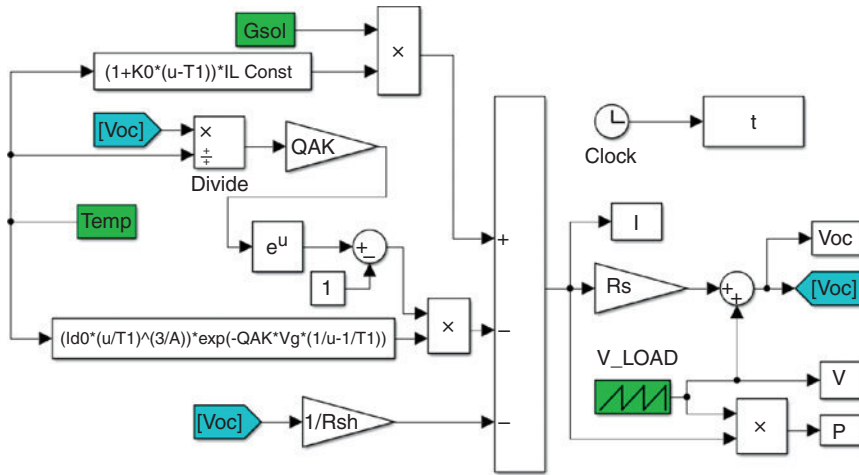 Gsol
×
(1+K0*(u-T1))*IL Const
[Voc]
×
÷
Divide
QAK
Temp
e^u
+
−
1
(Id0*(u/T1)^(3/A))*exp(-QAK*Vg*(1/u-1/T1))
×
[Voc]
1/Rsh
+
−
−
Clock
t
I
Rs
+
+
Voc
[Voc]
V_LOAD
V
×
P